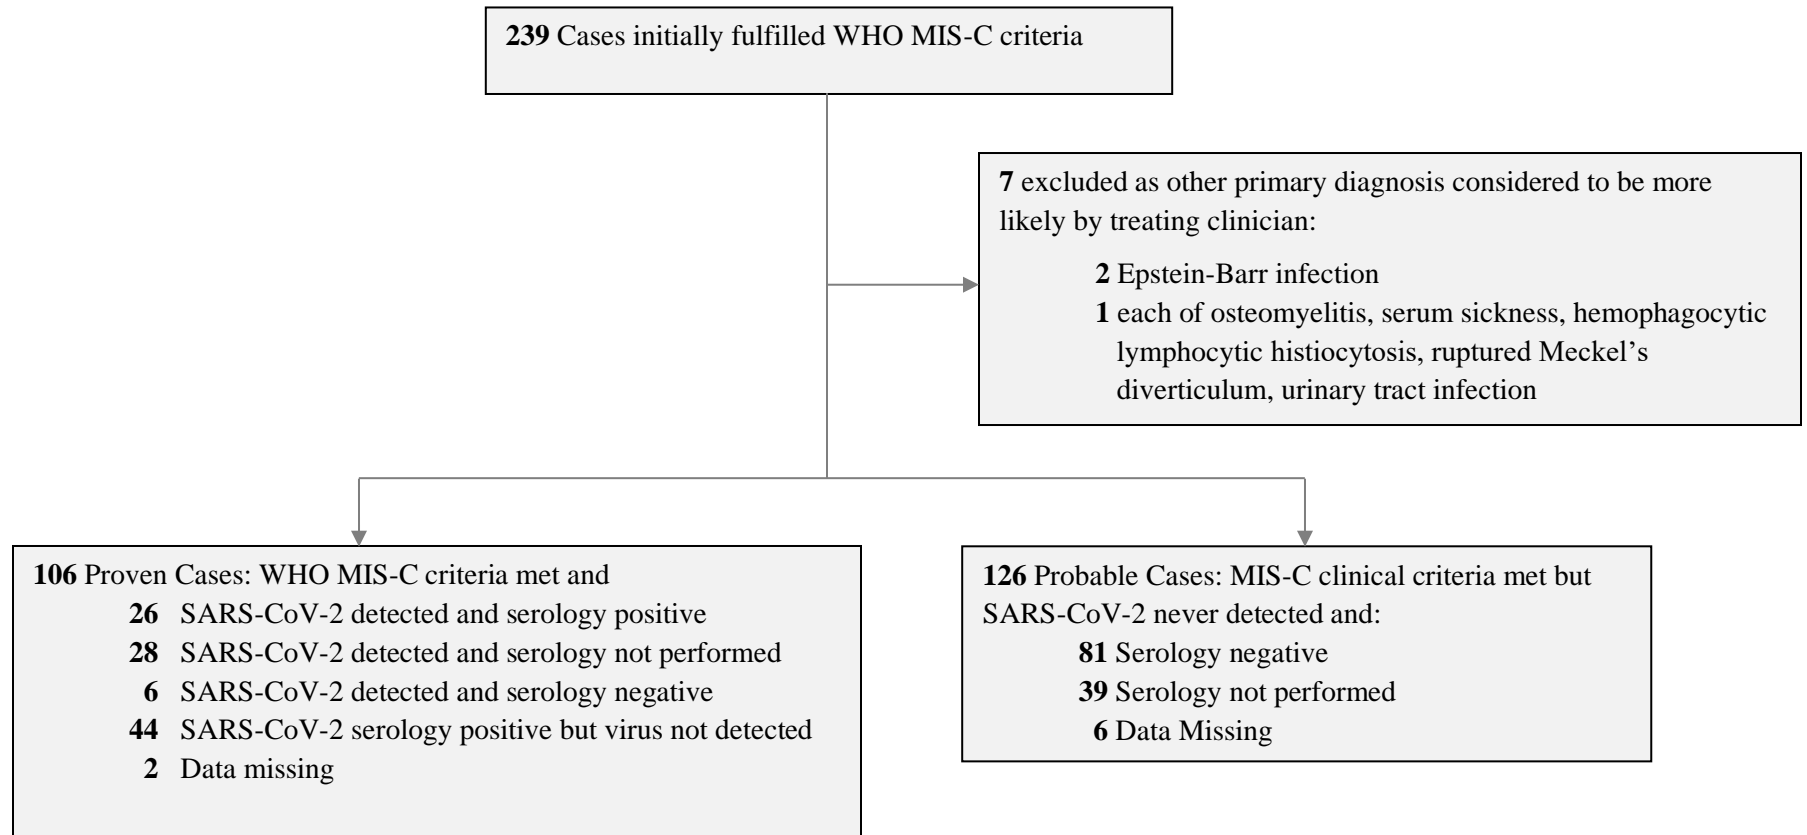 239 Cases initially fulfilled WHO MIS-C criteria
7 excluded as other primary diagnosis considered to be more
likely by treating clinician:
2 Epstein-Barr infection
1 each of osteomyelitis, serum sickness, hemophagocytic
lymphocytic histiocytosis, ruptured Meckel’s
diverticulum, urinary tract infection
106 Proven Cases: WHO MIS-C criteria met and
26 SARS-CoV-2 detected and serology positive
28 SARS-CoV-2 detected and serology not performed
6 SARS-CoV-2 detected and serology negative
44 SARS-CoV-2 serology positive but virus not detected
2 Data missing
126 Probable Cases: MIS-C clinical criteria met but
SARS-CoV-2 never detected and:
81 Serology negative
39 Serology not performed
6 Data Missing